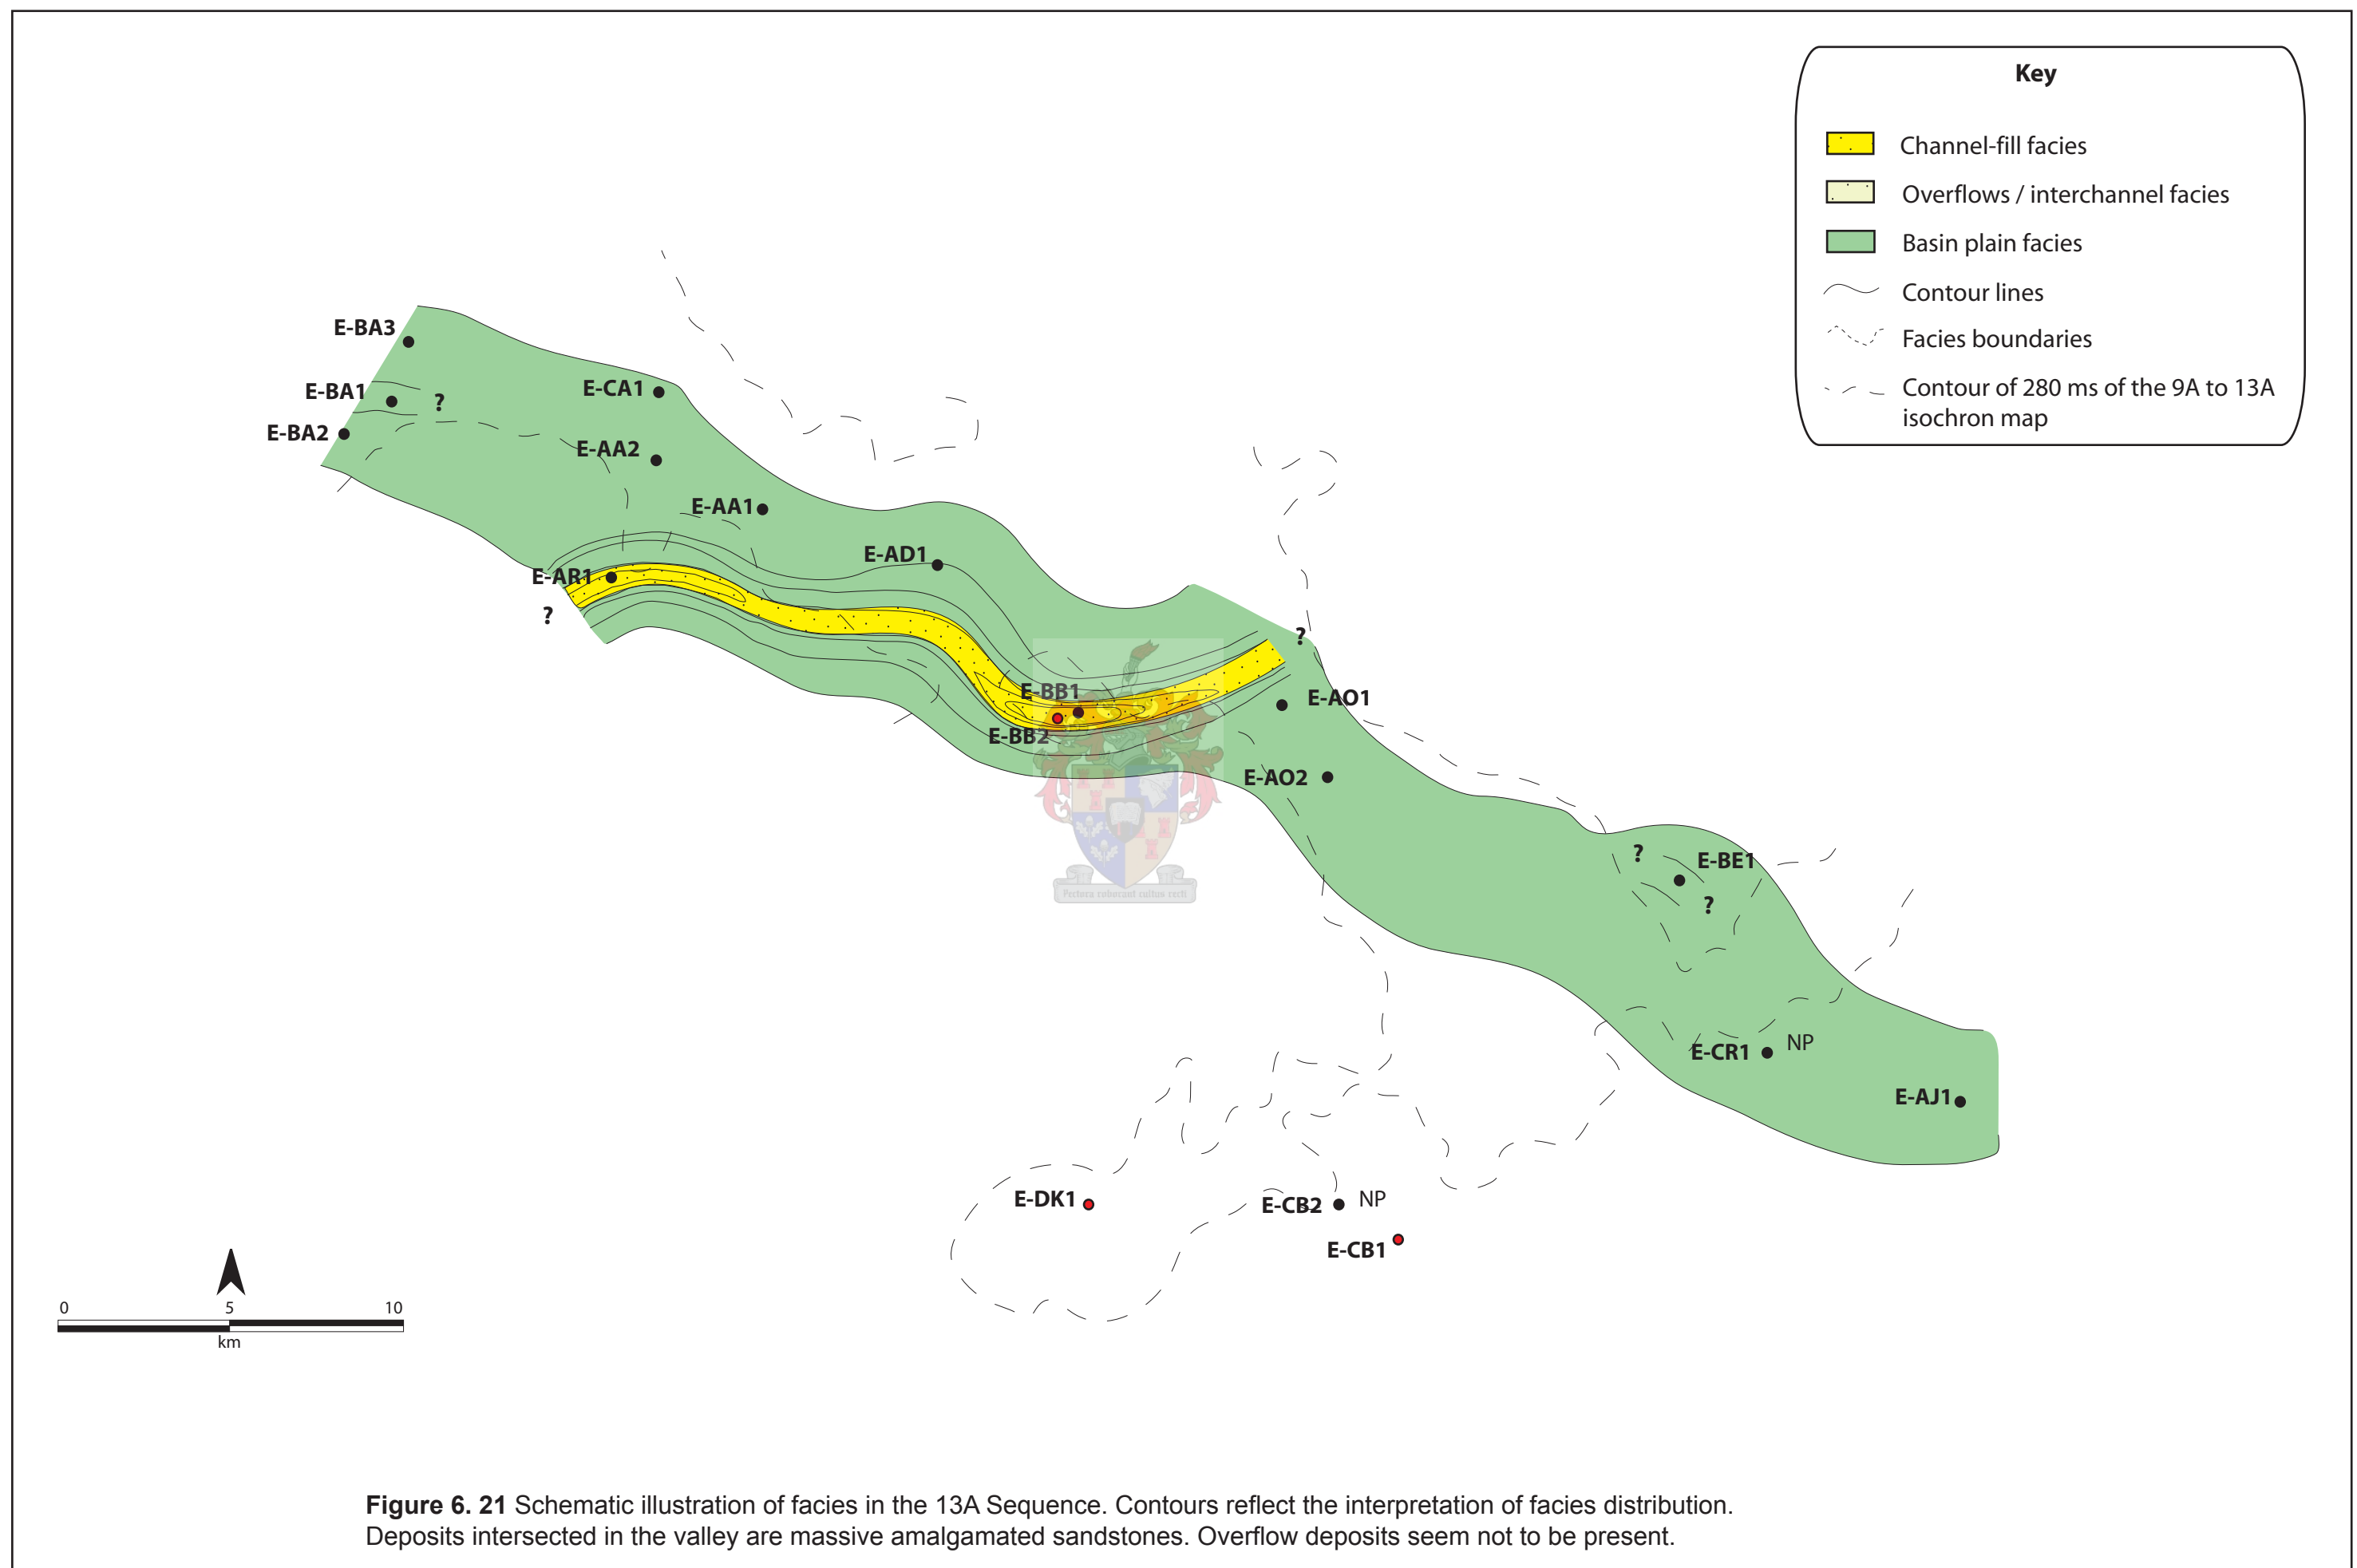 Key
Channel-fill facies
Overflows / interchannel facies
Basin plain facies
Contour lines
Facies boundaries
Contour of 280 ms of the 9A to 13A
isochron map
E-BA3
E-BA1
?
E-BA2
E-CA1
E-AA2
E-AA1
E-AD1
E-AR1
?
?
E-BB1
E-BB2
E-AO1
E-AO2
Pectora roborant cultus recti
?
E-BE1
?
E-CR1
NP
E-AJ1
E-DK1
E-CB2
NP
E-CB1
0
5
10
km
Figure 6. 21 Schematic illustration of facies in the 13A Sequence. Contours reflect the interpretation of facies distribution.
Deposits intersected in the valley are massive amalgamated sandstones. Overflow deposits seem not to be present.